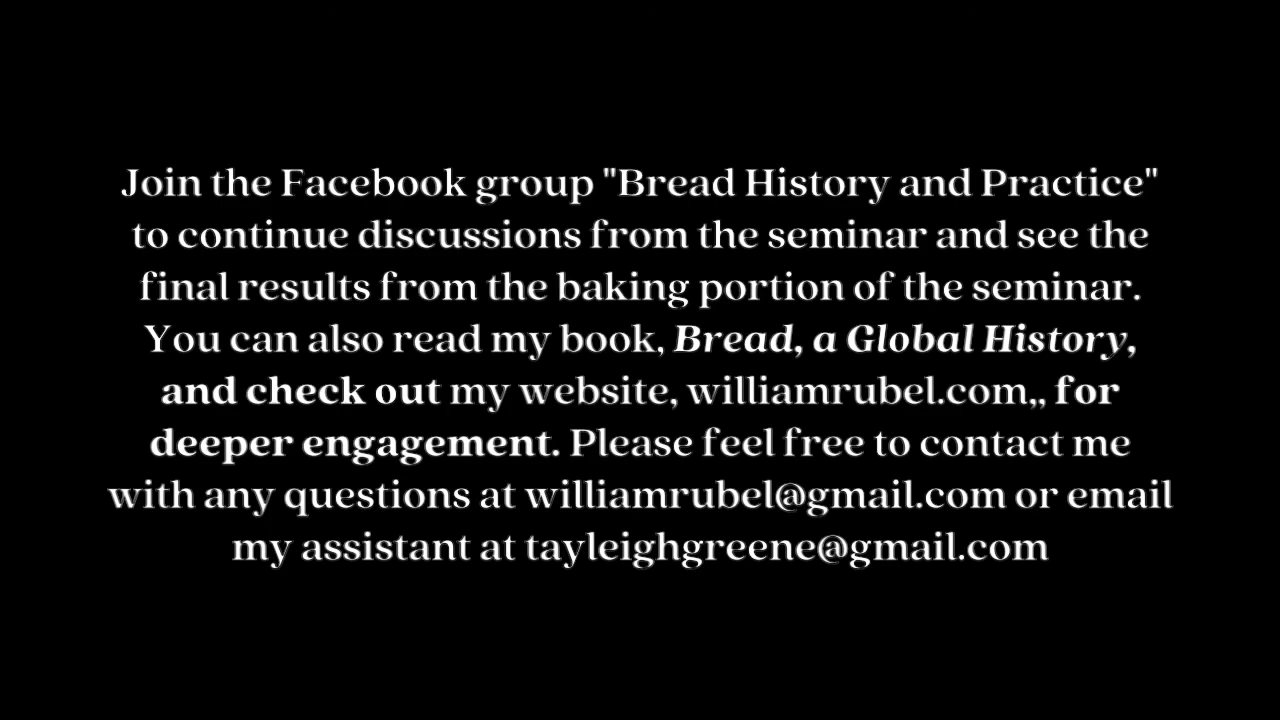 Join the Facebook group "Bread History and Practice"
to continue discussions from the seminar and see the
final results from the baking portion of the seminar.
You can also read my book, Bread, a Global History,
and check out my website, williamrubel.com,, for
deeper engagement. Please feel free to contact me
with any questions at williamrubel@gmail.com or email
my assistant at tayleighgreene@gmail.com